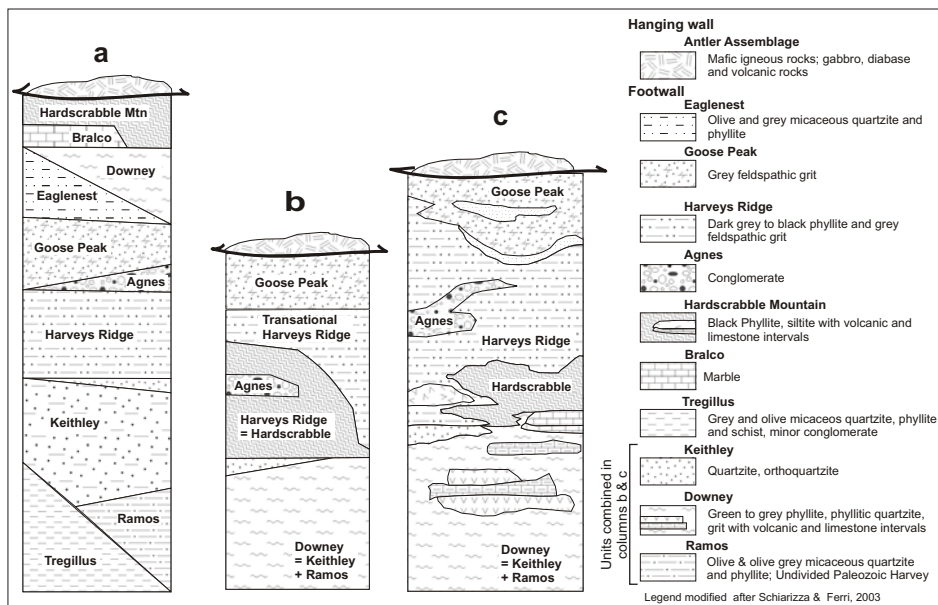 a
Hardscrabble Mtn
Bralco
Downey
Eaglenest
Goose Peak
Agnes
Harveys Ridge
Keithley
Ramos
Tregillus
b
Goose Peak
Transational
Harveys Ridge
Agnes
Harveys Ridge
= Hardscrabble
Downey
= Keithley
+ Ramos
c
Goose Peak
Agnes
Harveys Ridge
Hardscrabble
Downey
= Keithley
+ Ramos
Hanging wall
Antler Assemblage
Mafic igneous rocks; gabbro, diabase
and volcanic rocks
Footwall
Eaglenest
Olive and grey micaceous quartzite and
phyllite
Goose Peak
Grey feldspathic grit
Harveys Ridge
Dark grey to black phyllite and grey
feldspathic grit
Agnes
Conglomerate
Hardscrabble Mountain
Black Phyllite, siltite with volcanic and
limestone intervals
Bralco
Marble
Tregillus
Grey and olive micaceos quartzite, phyllite
and schist, minor conglomerate
Keithley
Quartzite, orthoquartzite
Downey
Green to grey phyllite, phyllitic quartzite,
grit with volcanic and limestone intervals
Ramos
Olive & olive grey micaceous quartzite
and phyllite; Undivided Paleozoic Harvey
Units combined in
columns b & c
Legend modified after Schiarizza & Ferri, 2003